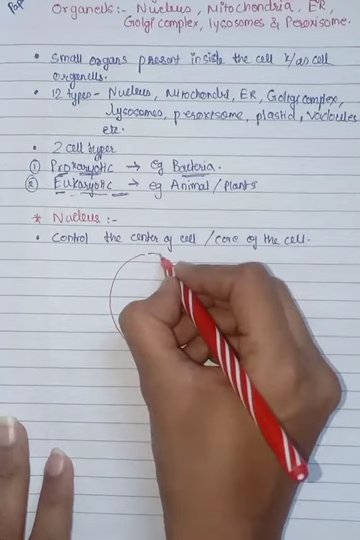 Organells:- Nucleus, Mitochondria, ER,
Golgi complex, lysosomes & Peroxisome.
• Small organs present inside the cell k/as cell
organells.
• 12 types- Nucleus, Mitochondri, ER, Golgi complex,
lysosomes, peroxisome, plastid, vacuoler
etc.
• 2 cell types
① Prokaryotic → eg Bacteria.
② Eukaryotic → eg Animal/Plants
* Nucleus :-
• Control the center of cell /core of the cell.